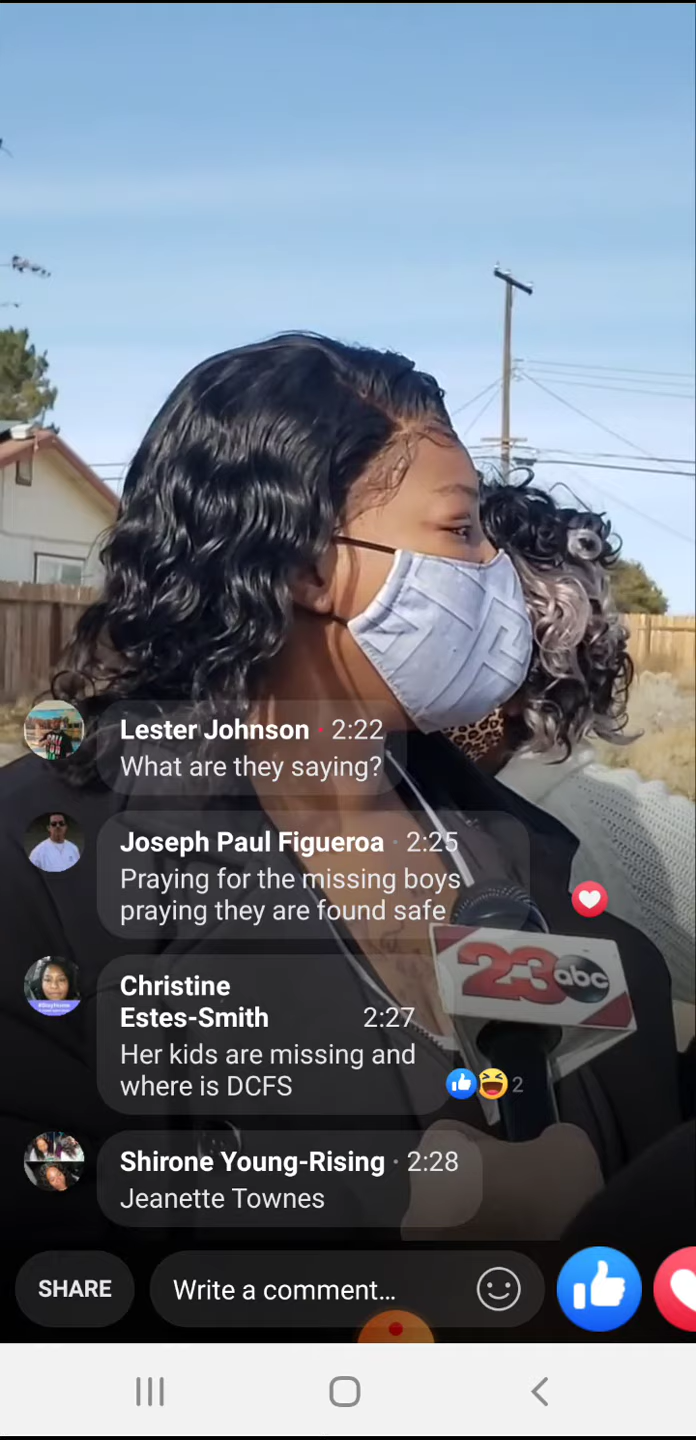 Lester Johnson · 2:22
What are they saying?
Joseph Paul Figueroa · 2:25
Praying for the missing boys
praying they are found safe
23 abc
Christine
Estes-Smith 2:27
Her kids are missing and
where is DCFS
2
Shirone Young-Rising · 2:28
Jeanette Townes
SHARE
Write a comment...